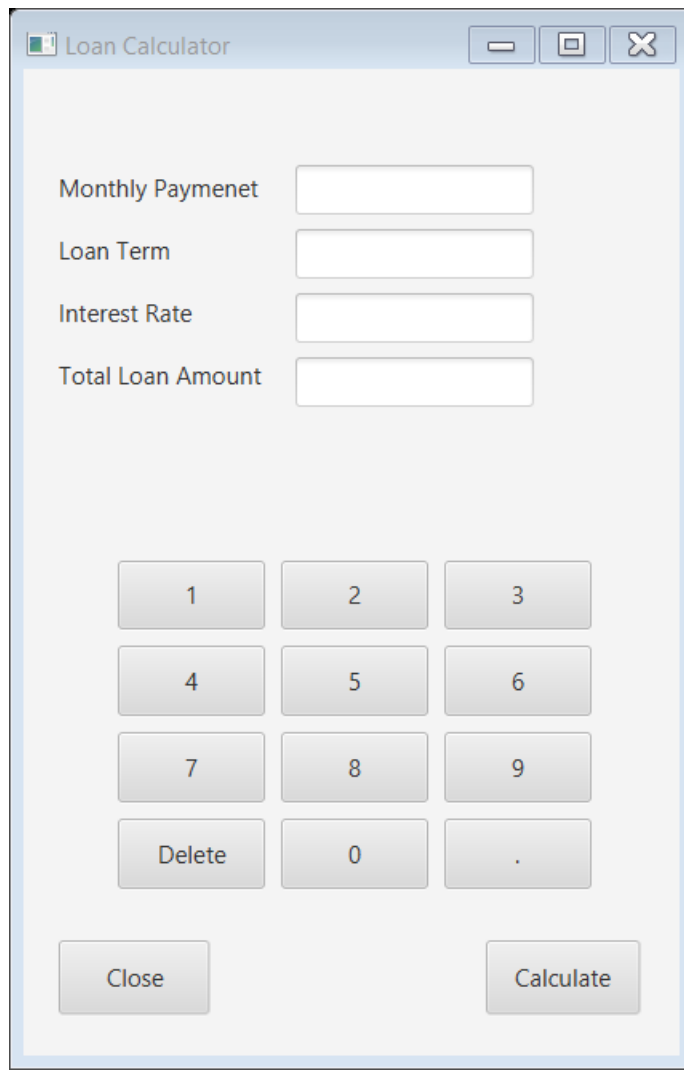 Loan Calculator
Monthly Paymenet
Loan Term
Interest Rate
Total Loan Amount
1 2 3
4 5 6
7 8 9
Delete 0 .
Close Calculate